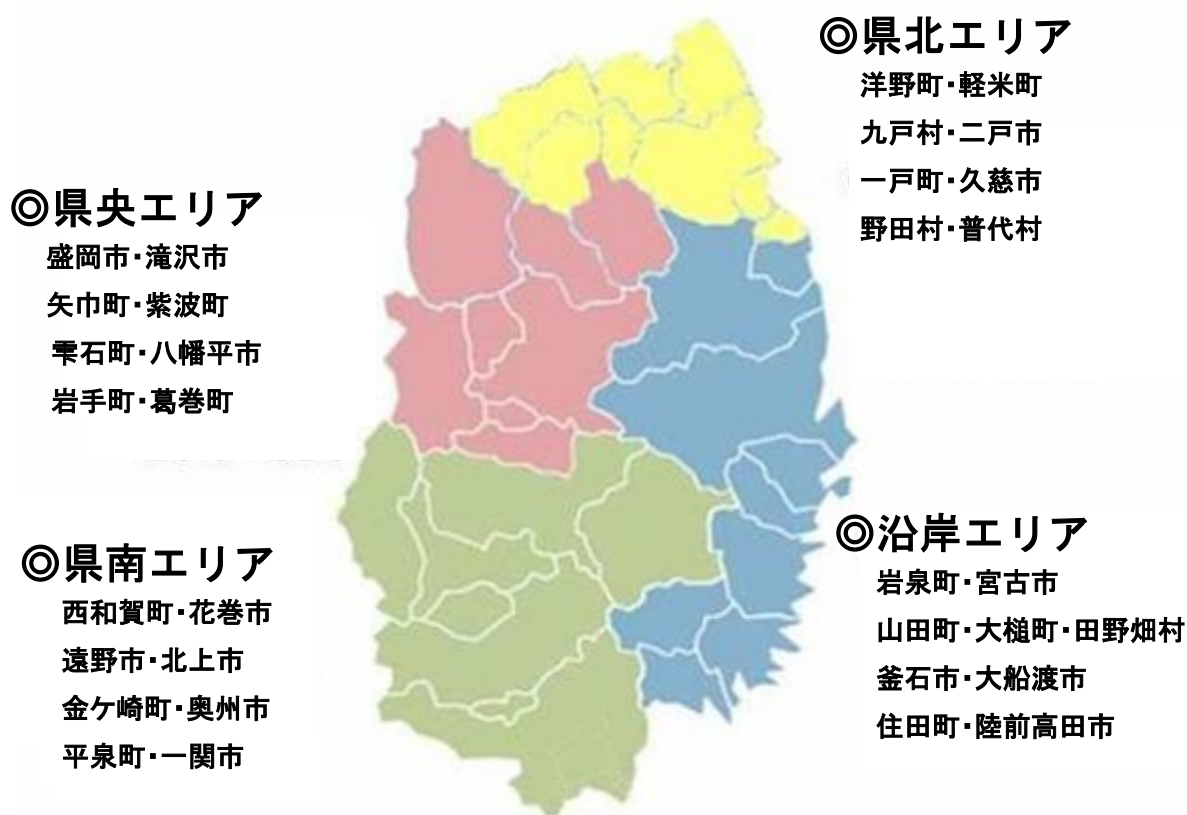 ◎県北エリア
洋野町・軽米町
九戸村・二戸市
一戸町・久慈市
野田村・普代村
◎県央エリア
盛岡市・滝沢市
矢巾町・紫波町
雫石町・八幡平市
岩手町・葛巻町
◎県南エリア
西和賀町・花巻市
遠野市・北上市
金ケ崎町・奥州市
平泉町・一関市
◎沿岸エリア
岩泉町・宮古市
山田町・大槌町・田野畑村
釜石市・大船渡市
住田町・陸前高田市